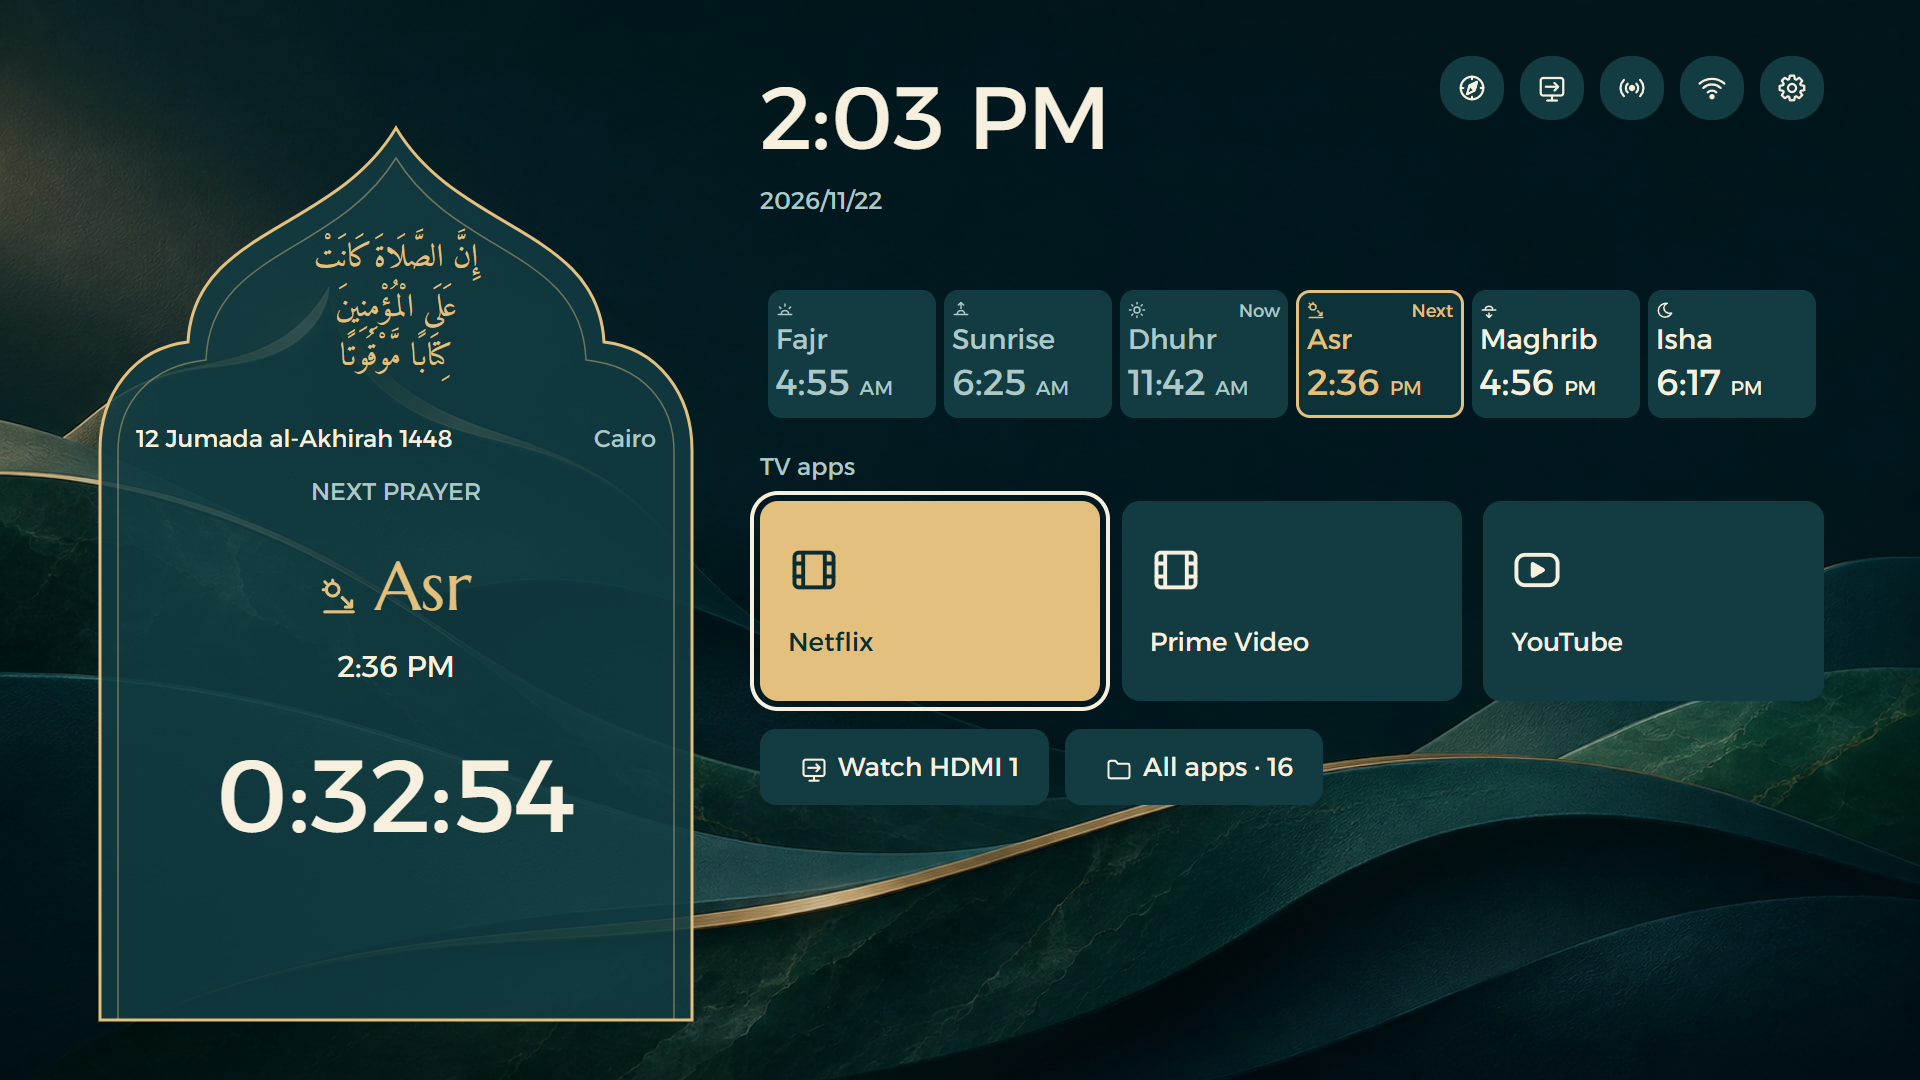 إِنَّ الصَّلَاةَ كَانَتْ
عَلَى الْمُؤْمِنِينَ
كِتَابًا مَّوْقُوتًا
12 Jumada al-Akhirah 1448 Cairo
NEXT PRAYER
Asr
2:36 PM
0:32:54
2:03 PM
2026/11/22
Fajr
4:55 AM
Sunrise
6:25 AM
Now
Dhuhr
11:42 AM
Next
Asr
2:36 PM
Maghrib
4:56 PM
Isha
6:17 PM
TV apps
Netflix
Prime Video
YouTube
Watch HDMI 1
All apps · 16